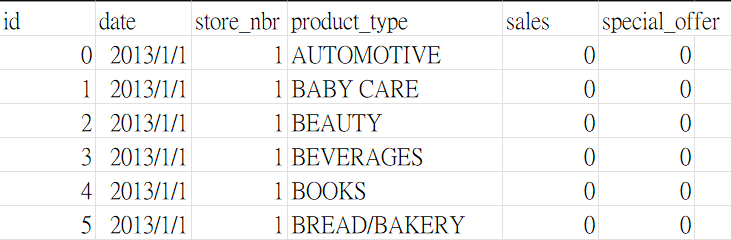 id date store_nbr product_type sales special_offer
0 2013/1/1 1 AUTOMOTIVE 0 0
1 2013/1/1 1 BABY CARE 0 0
2 2013/1/1 1 BEAUTY 0 0
3 2013/1/1 1 BEVERAGES 0 0
4 2013/1/1 1 BOOKS 0 0
5 2013/1/1 1 BREAD/BAKERY 0 0